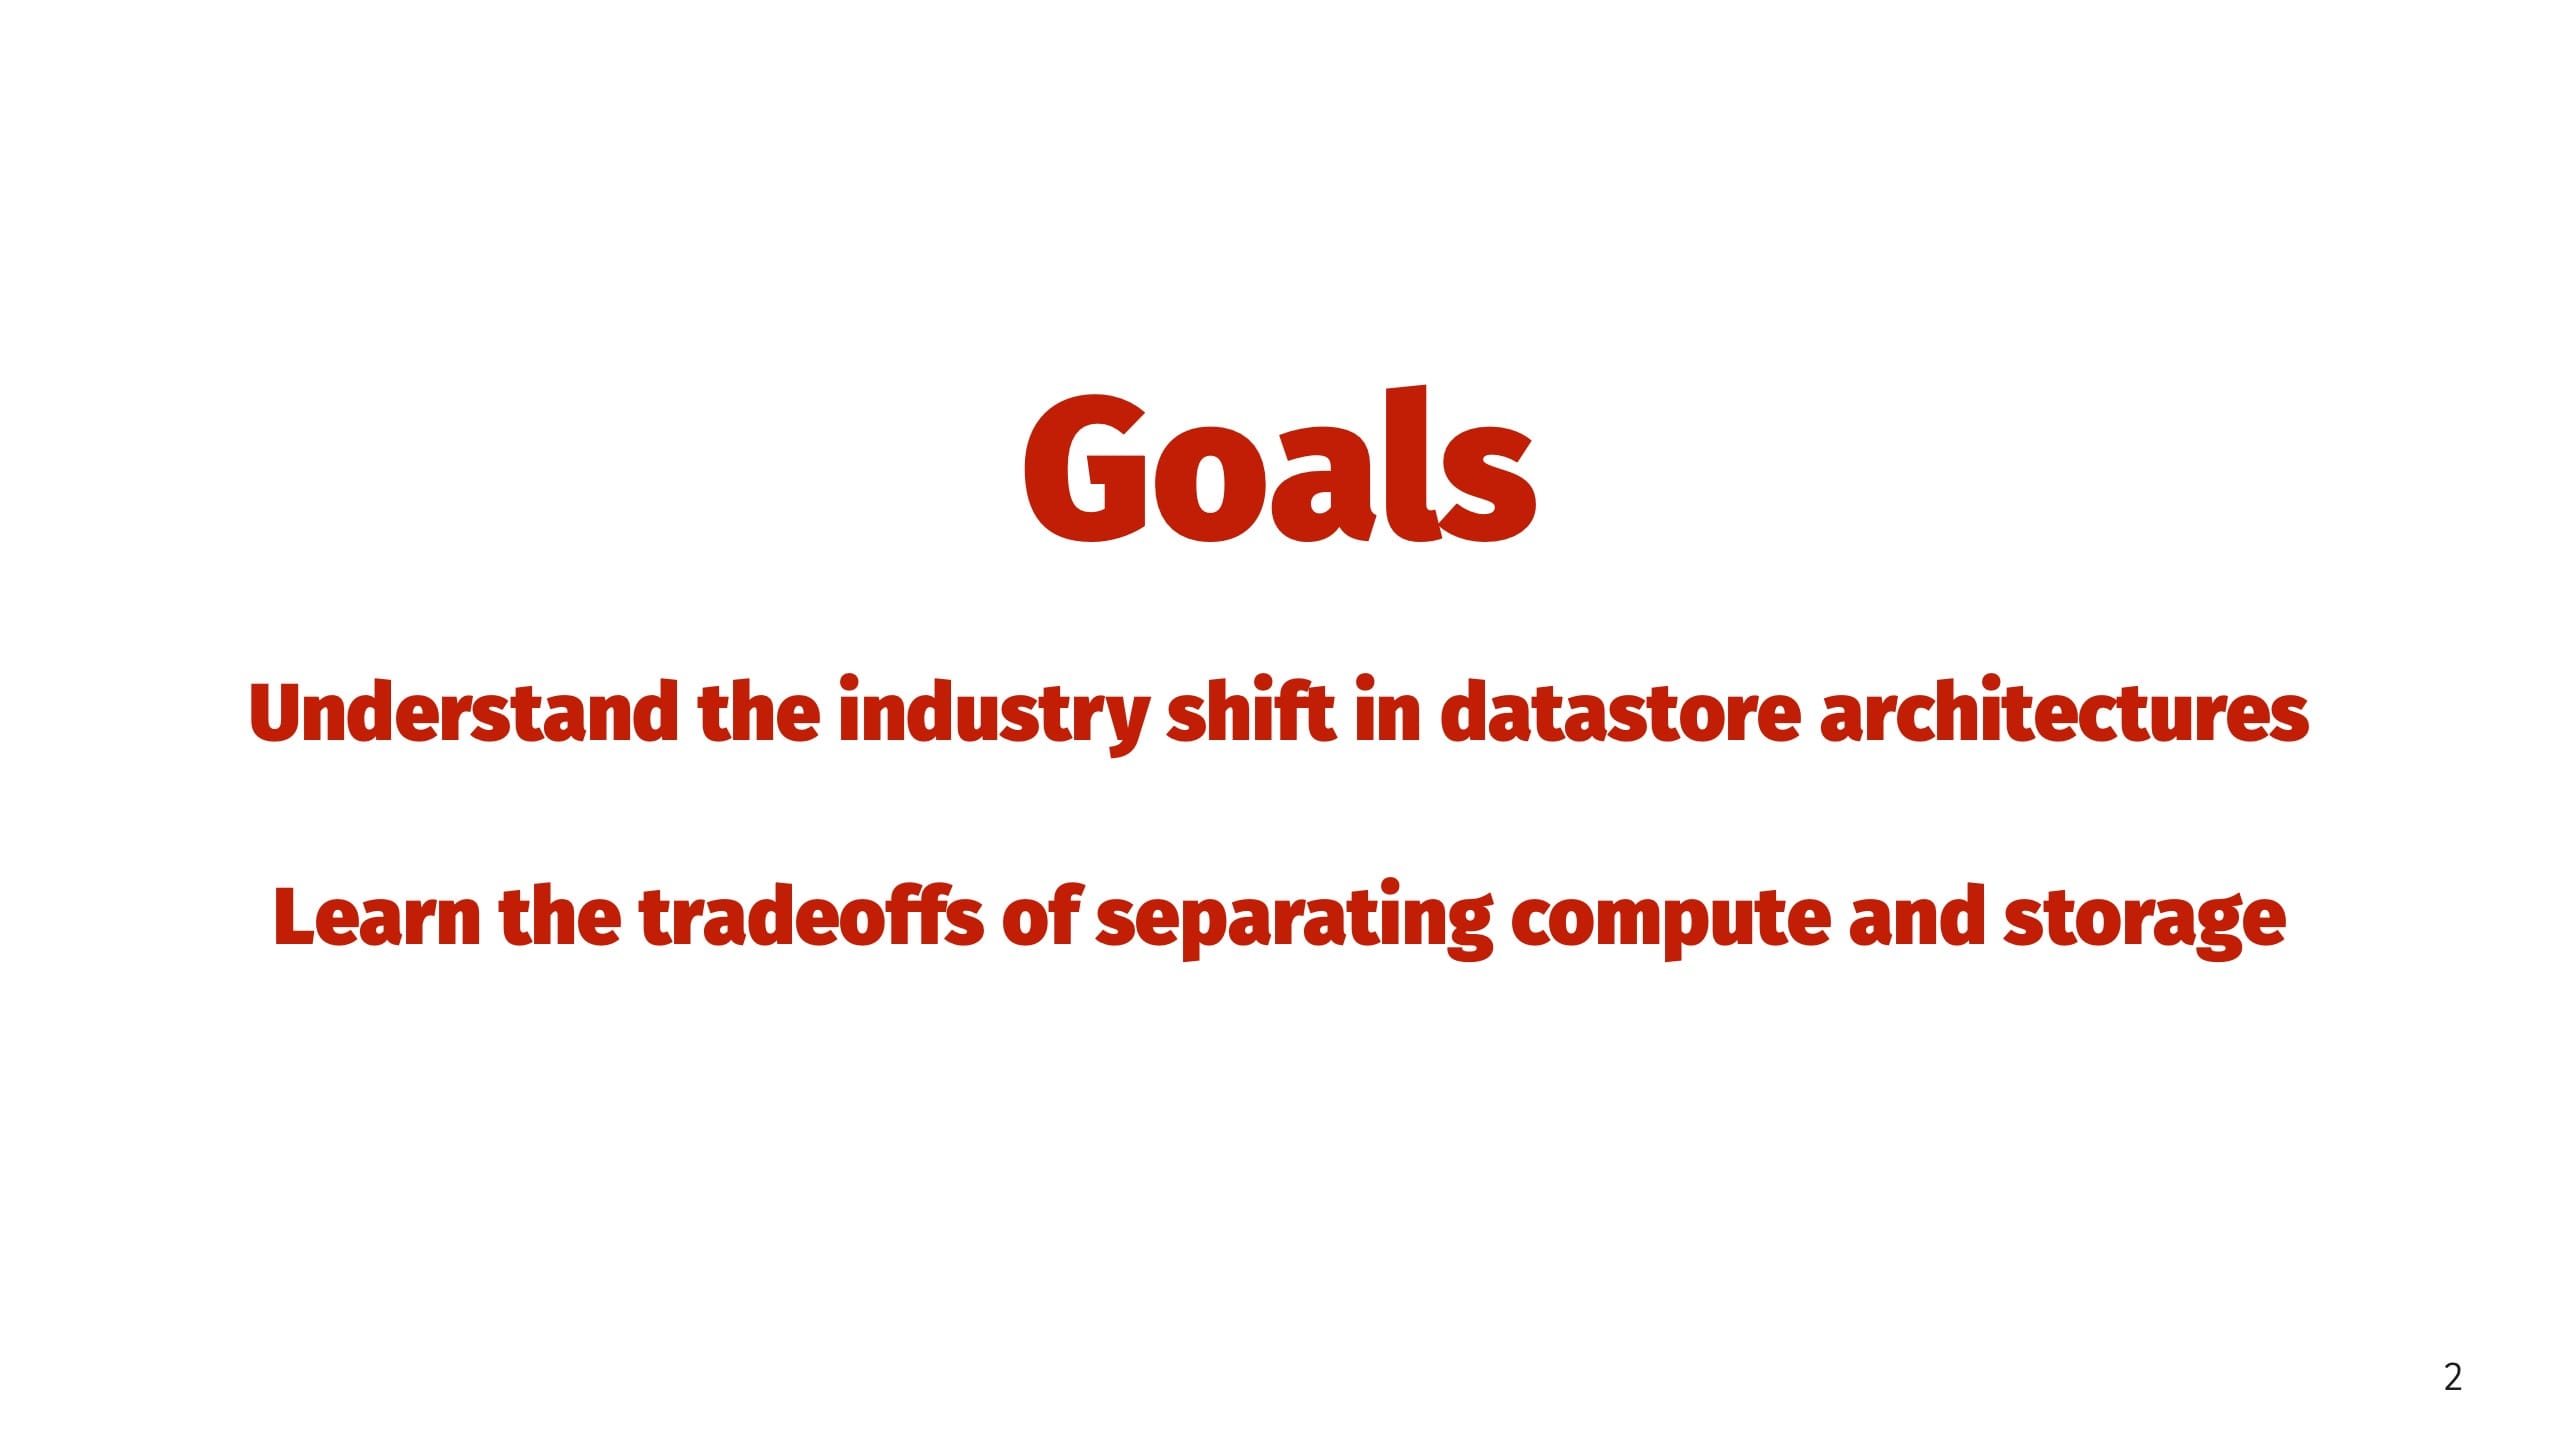 Goals
Understand the industry shift in datastore architectures
Learn the tradeoffs of separating compute and storage
2